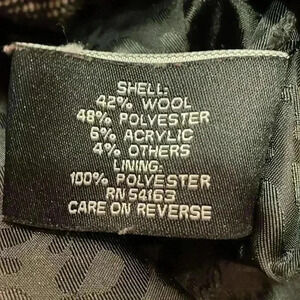 SHELL:
42% WOOL
48% POLYESTER
6% ACRYLIC
4% OTHERS
LINING:
100% POLYESTER
RN 54163
CARE ON REVERSE